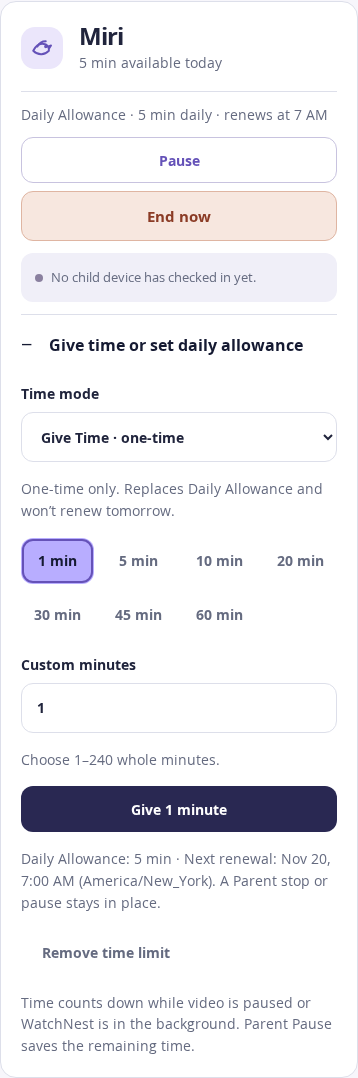 Miri
5 min available today
Daily Allowance · 5 min daily · renews at 7 AM
Pause
End now
No child device has checked in yet.
– Give time or set daily allowance
Time mode
Give Time · one-time
One-time only. Replaces Daily Allowance and
won’t renew tomorrow.
1 min 5 min 10 min 20 min
30 min 45 min 60 min
Custom minutes
1
Choose 1–240 whole minutes.
Give 1 minute
Daily Allowance: 5 min · Next renewal: Nov 20,
7:00 AM (America/New_York). A Parent stop or
pause stays in place.
Remove time limit
Time counts down while video is paused or
WatchNest is in the background. Parent Pause
saves the remaining time.